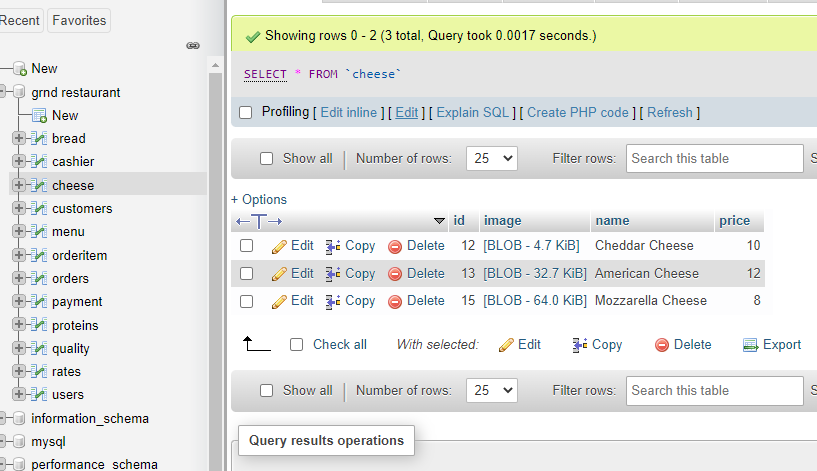 Recent Favorites
New
grnd restaurant
New
bread
cashier
cheese
customers
menu
orderitem
orders
payment
proteins
quality
rates
users
information_schema
mysql
performance_schema
Showing rows 0 - 2 (3 total, Query took 0.0017 seconds.)
SELECT * FROM `cheese`
Profiling [ Edit inline ] [ Edit ] [ Explain SQL ] [ Create PHP code ] [ Refresh ]
Show all Number of rows: 25 Filter rows: Search this table S
+ Options
←T→ id image name price
Edit Copy Delete 12 [BLOB - 4.7 KiB] Cheddar Cheese 10
Edit Copy Delete 13 [BLOB - 32.7 KiB] American Cheese 12
Edit Copy Delete 15 [BLOB - 64.0 KiB] Mozzarella Cheese 8
Check all With selected: Edit Copy Delete Export
Show all Number of rows: 25 Filter rows: Search this table S
Query results operations